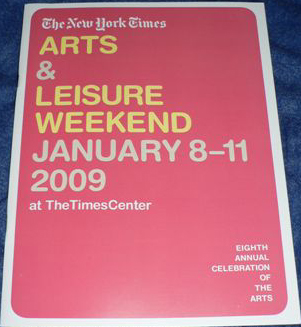 The New York Times
ARTS
&
LEISURE
WEEKEND
JANUARY 8–11
2009
at TheTimesCenter
EIGHTH
ANNUAL
CELEBRATION
OF
THE
ARTS